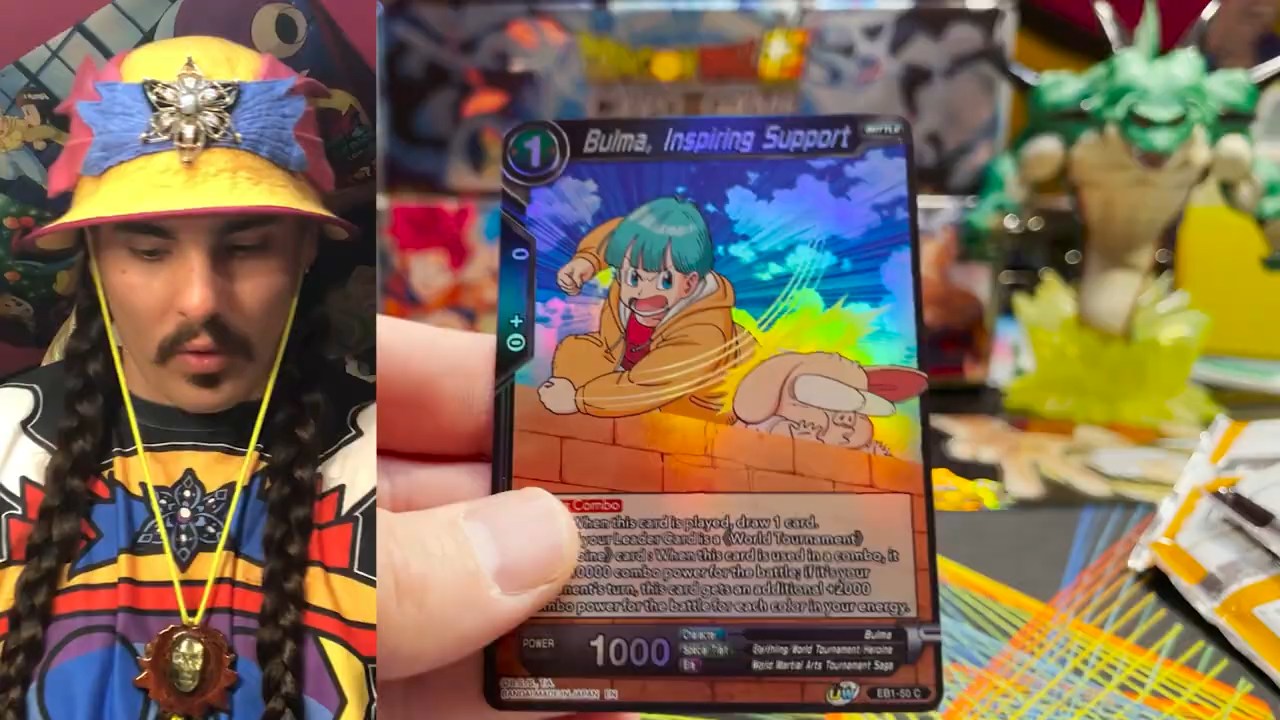 1
Bulma, Inspiring Support
BATTLE
0
+
0
Combo
When this card is played, draw 1 card.
your Leader Card is a 《World Tournament
card : When this card is used in a combo, it
0000 combo power for the battle; if it's your
turn, this card gets an additional +2000
power for the battle for each color in your energy.
POWER
1000
Character
Bulma
Special Trait
Earthling World Tournament Heroine
Era
World Martial Arts Tournament Saga
BANDAI MADE IN JAPAN EN
UW
EB1-50 C